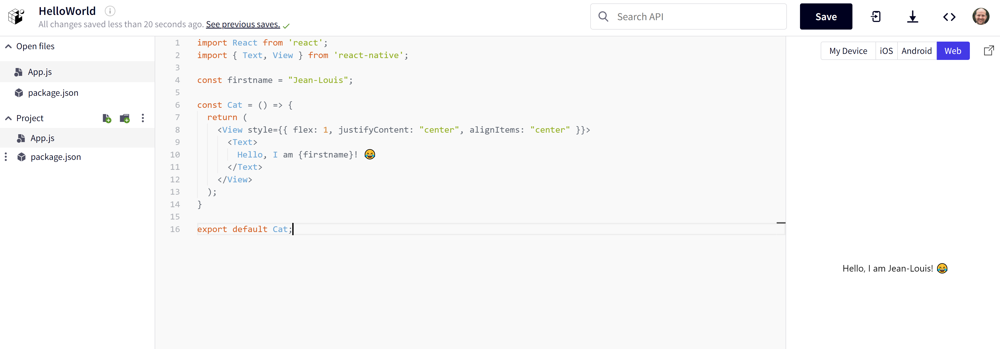 HelloWorld
All changes saved less than 20 seconds ago. See previous saves.
Search API
Save
Open files
App.js
package.json
Project
App.js
package.json
1 import React from 'react';
2 import { Text, View } from 'react-native';
3
4 const firstname = "Jean-Louis";
5
6 const Cat = () => {
7   return (
8     <View style={{ flex: 1, justifyContent: "center", alignItems: "center" }}>
9       <Text>
10         Hello, I am {firstname}! 😂
11       </Text>
12     </View>
13   );
14 }
15
16 export default Cat;
My Device iOS Android Web
Hello, I am Jean-Louis! 😂